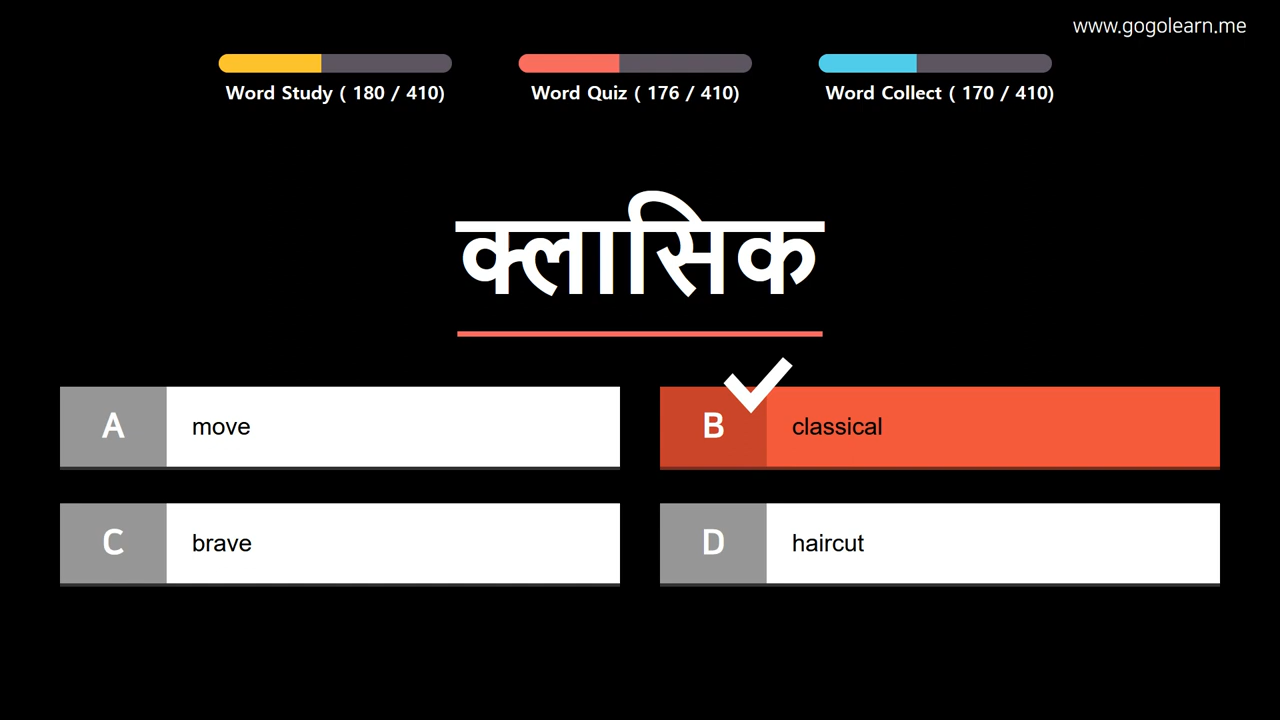 www.gogolearn.me
Word Study ( 180 / 410)
Word Quiz ( 176 / 410)
Word Collect ( 170 / 410)
क्लासिक
A move
B classical
C brave
D haircut